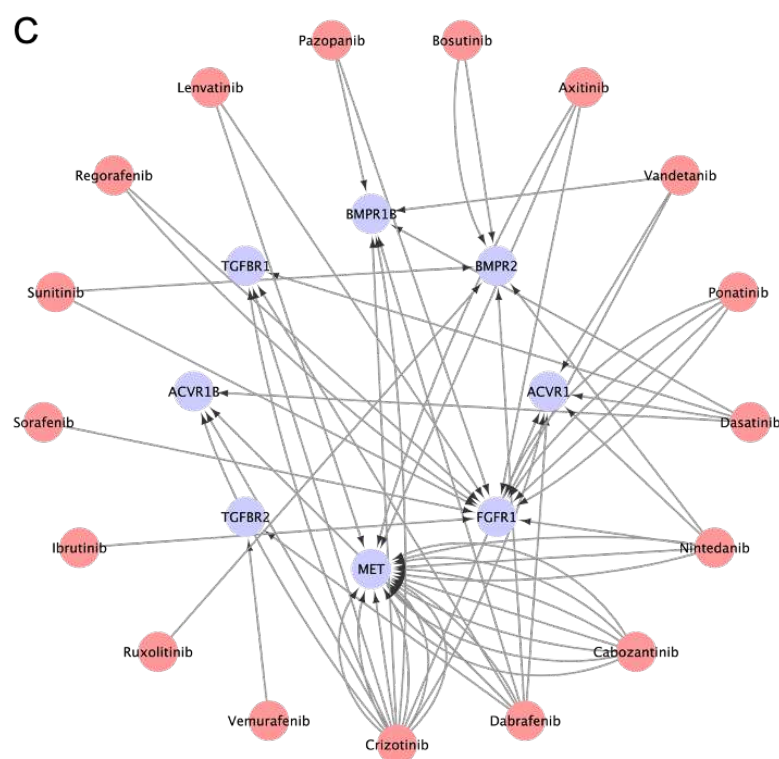 C
Pazopanib
Bosutinib
Lenvatinib
Axitinib
Regorafenib
Vandetanib
BMPR1B
TGFBR1
BMPR2
Sunitinib
Ponatinib
ACVR1B
ACVR1
Sorafenib
Dasatinib
TGFBR2
FGFR1
Ibrutinib
Nintedanib
MET
Ruxolitinib
Cabozantinib
Vemurafenib
Dabrafenib
Crizotinib